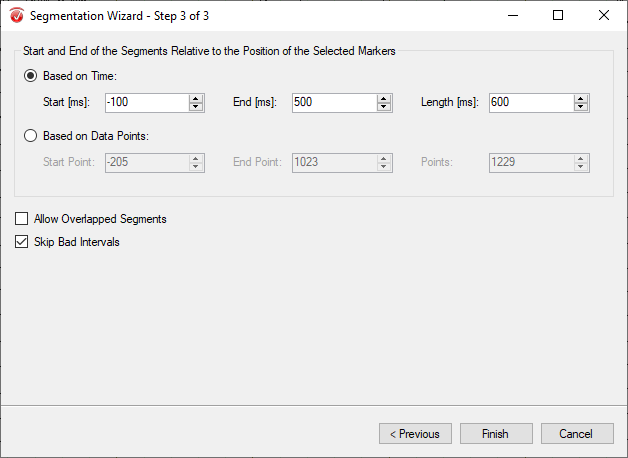 Segmentation Wizard - Step 3 of 3
Start and End of the Segments Relative to the Position of the Selected Markers
Based on Time:
Start [ms]: -100 End [ms]: 500 Length [ms]: 600
Based on Data Points:
Start Point: -205 End Point: 1023 Points: 1229
Allow Overlapped Segments
Skip Bad Intervals
< Previous Finish Cancel